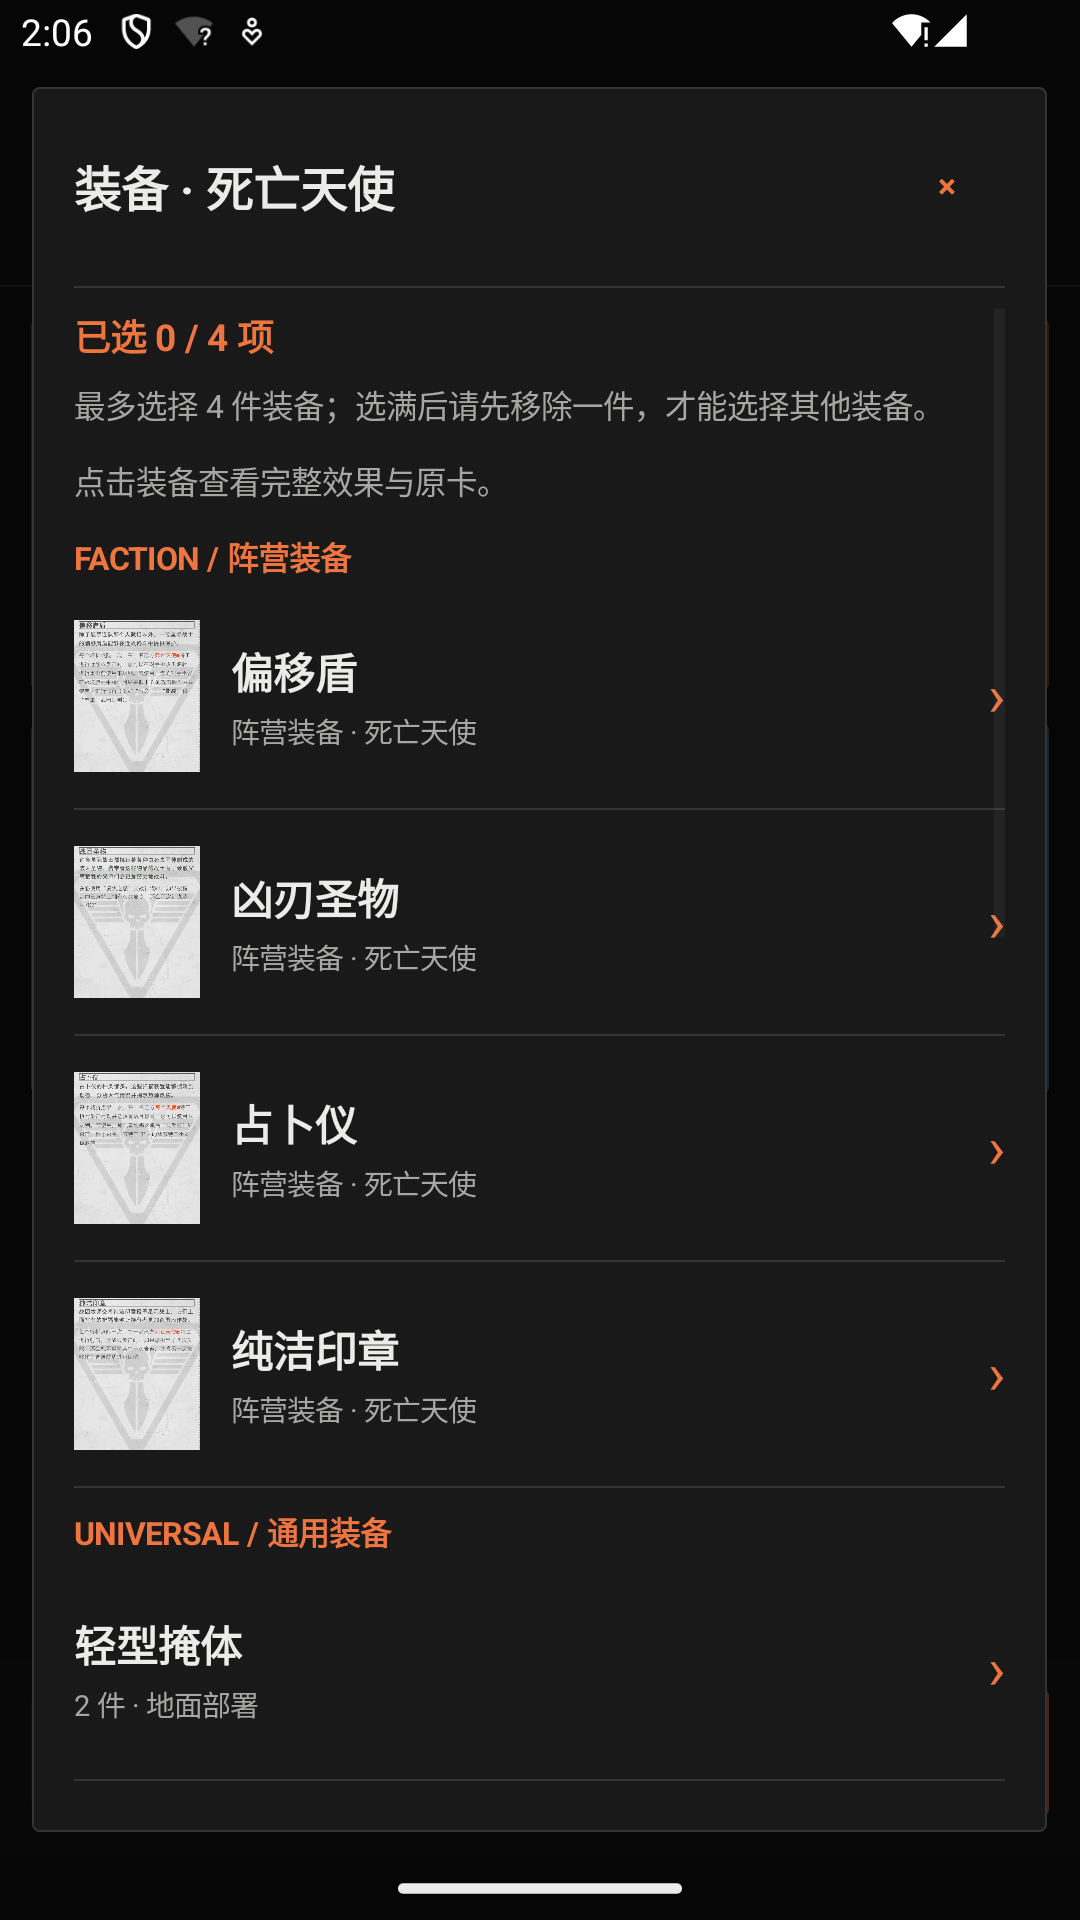 2:06
装备 · 死亡天使
×
已选 0 / 4 项
最多选择 4 件装备；选满后请先移除一件，才能选择其他装备。
点击装备查看完整效果与原卡。
FACTION / 阵营装备
偏移盾
阵营装备 · 死亡天使
凶刃圣物
阵营装备 · 死亡天使
占卜仪
阵营装备 · 死亡天使
纯洁印章
阵营装备 · 死亡天使
UNIVERSAL / 通用装备
轻型掩体
2 件 · 地面部署